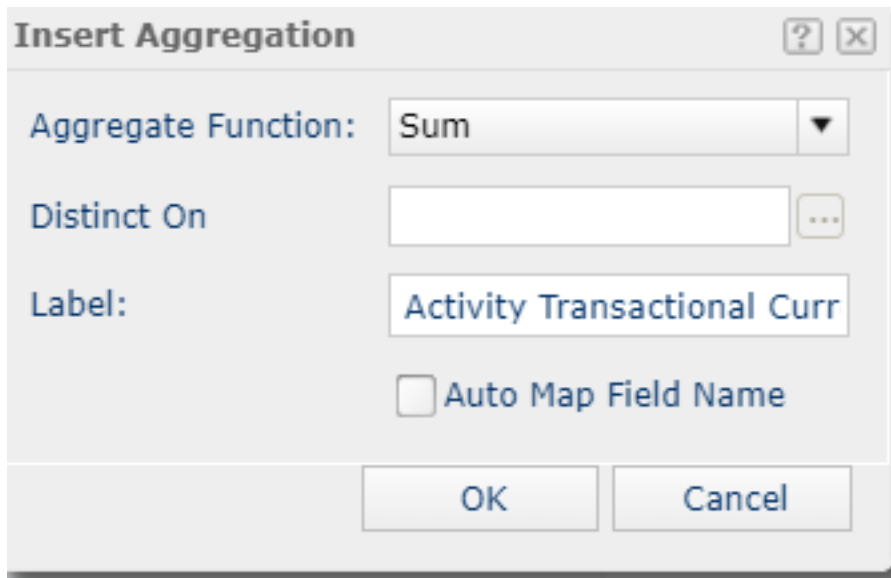 Insert Aggregation
Aggregate Function: Sum
Distinct On ...
Label: Activity Transactional Curr
Auto Map Field Name
OK Cancel